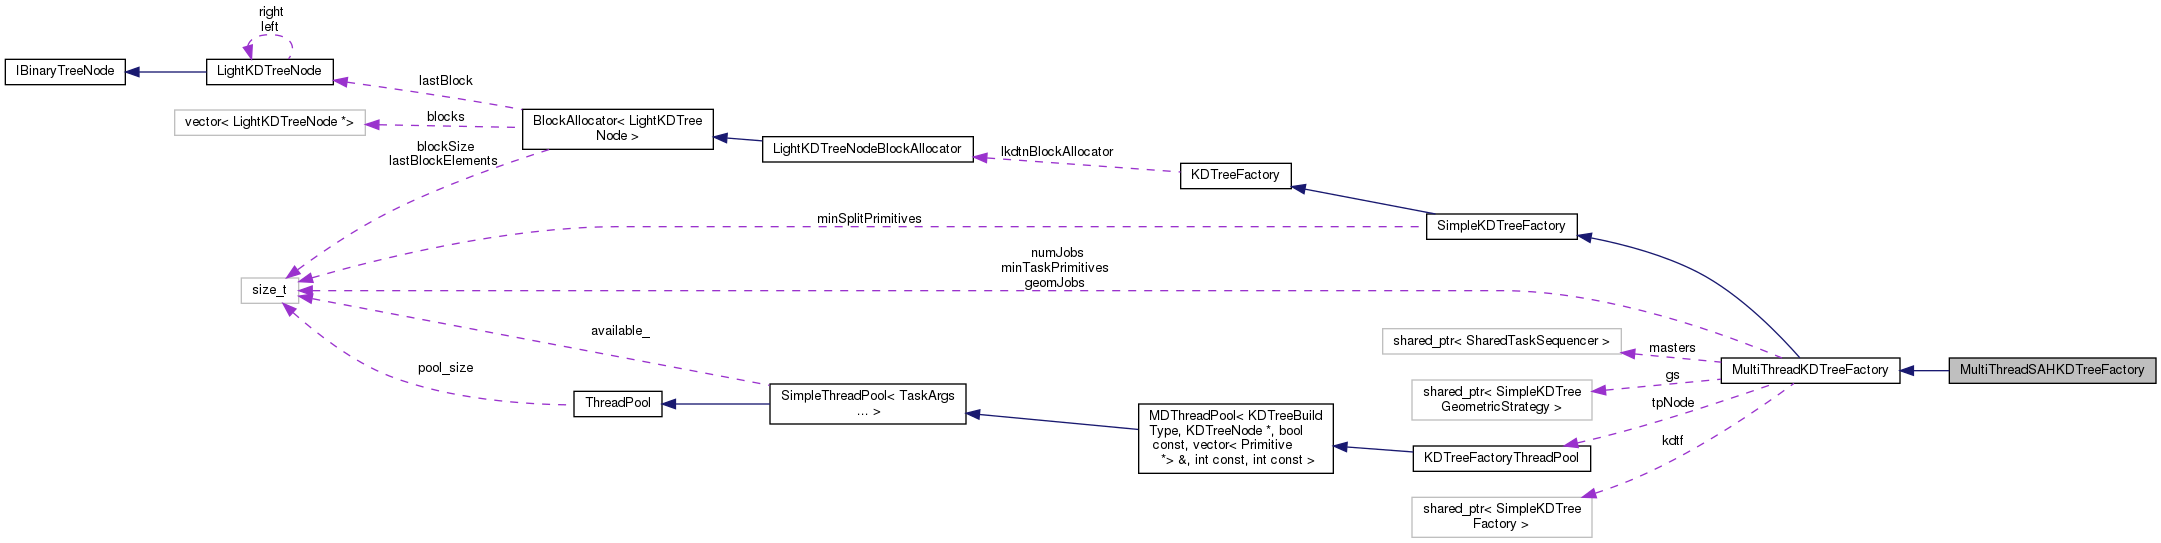 right
left
IBinaryTreeNode
LightKDTreeNode
lastBlock
vector< LightKDTreeNode *>
blocks
BlockAllocator< LightKDTree
Node >
blockSize
lastBlockElements
LightKDTreeNodeBlockAllocator
lkdtnBlockAllocator
KDTreeFactory
minSplitPrimitives
SimpleKDTreeFactory
numJobs
minTaskPrimitives
geomJobs
size_t
available_
pool_size
shared_ptr< SharedTaskSequencer >
masters
MultiThreadKDTreeFactory
MultiThreadSAHKDTreeFactory
gs
shared_ptr< SimpleKDTree
GeometricStrategy >
tpNode
ThreadPool
SimpleThreadPool< TaskArgs
... >
MDThreadPool< KDTreeBuild
Type, KDTreeNode *, bool
const, vector< Primitive
*> &, int const, int const >
KDTreeFactoryThreadPool
kdtf
shared_ptr< SimpleKDTree
Factory >